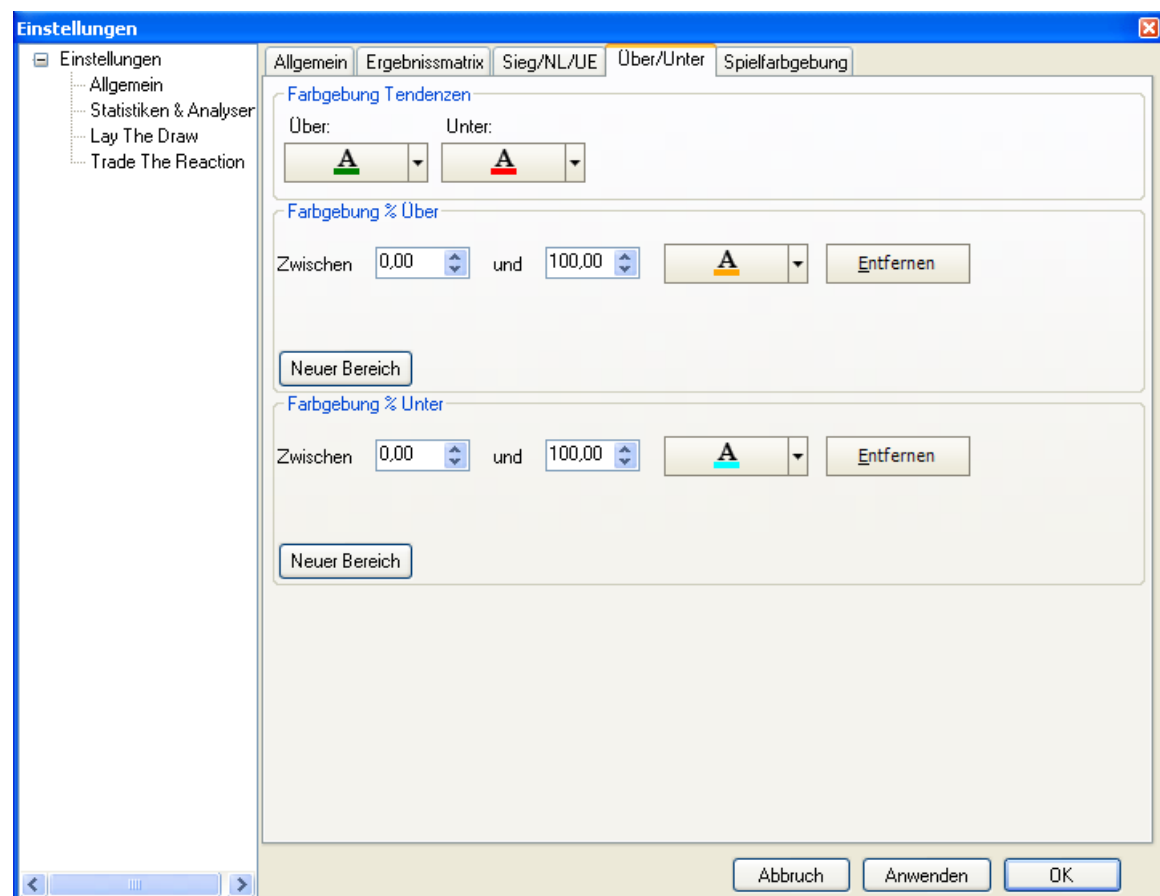 Einstellungen
Einstellungen
Allgemein
Statistiken & Analyser
Lay The Draw
Trade The Reaction
Allgemein Ergebnissmatrix Sieg/NL/UE Über/Unter Spielfarbgebung
Farbgebung Tendenzen
Über: Unter:
A A
Farbgebung % Über
Zwischen 0,00 und 100,00 A Entfernen
Neuer Bereich
Farbgebung % Unter
Zwischen 0,00 und 100,00 A Entfernen
Neuer Bereich
Abbruch Anwenden OK